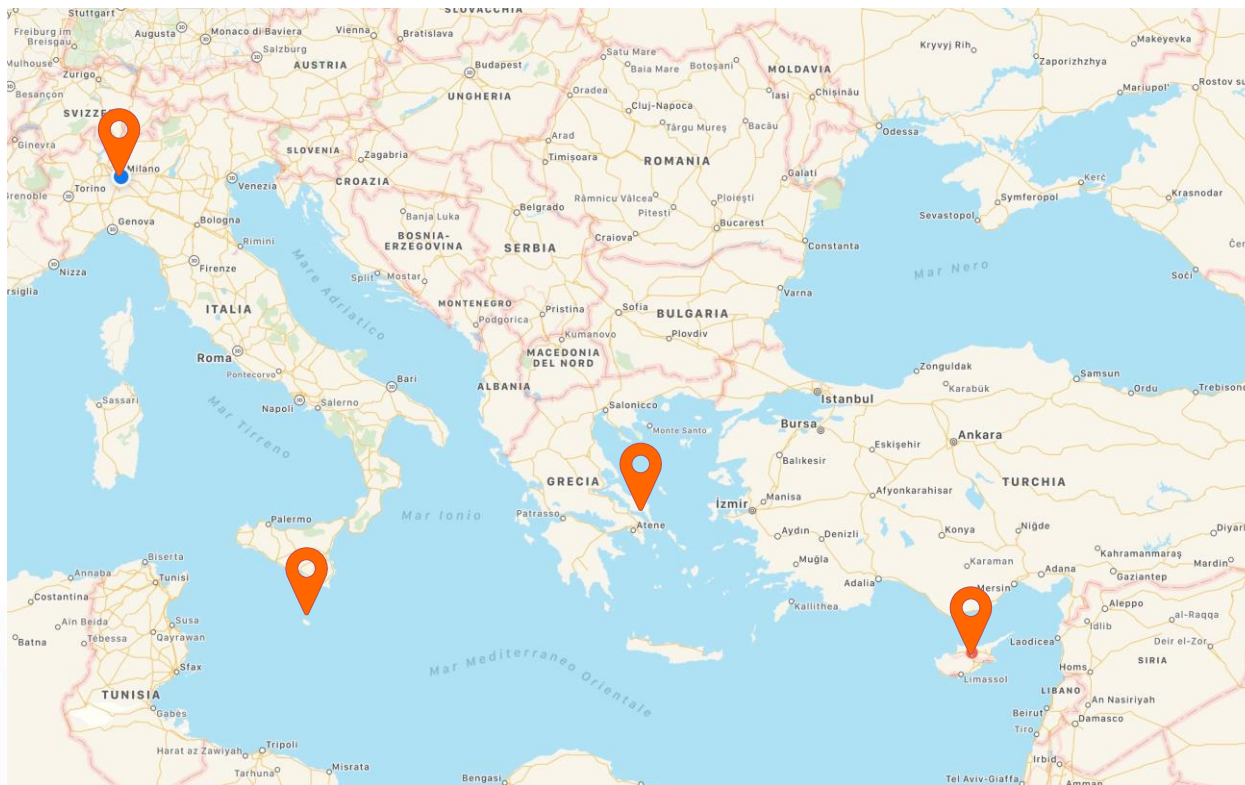 SLOVACCHIA
Stuttgart
Freiburg im
Breisgau
Augusta
Monaco di Baviera
Vienna
Bratislava
Kryvyj Rih
Makeyevka
Mulhouse
Salisburgo
Satu Mare
Zaporizhzhya
Zurigo
AUSTRIA
Budapest
Baia Mare
Botoşani
MOLDAVIA
Mariupol'
Rostov su
Besançon
UNGHERIA
Oradea
Iasi
Chişinău
SVIZZE
Cluj-Napoca
Ginevra
Arad
Târgu Mureş
Bacău
Odessa
SLOVENIA
Zagabria
Timişoara
ROMANIA
Milano
Galati
Kerč
Grenoble
Torino
Venezia
CROAZIA
Râmnicu Vâlcea
Ploieşti
Symferopol
Krasnodar
Genova
Bologna
Banja Luka
Belgrado
Pitesti
Sevastopol
BOSNIA-
ERZEGOVINA
Craiova
Bucarest
Rimini
SERBIA
Constanta
Nizza
Firenze
Mare Adriatico
Split
Mostar
Mar Nero
Soči
rsiglia
Varna
ITALIA
MONTENEGRO
Pristina
Sofia
BULGARIA
Podgorica
Kumanovo
Plovdiv
Roma
MACEDONIA
DEL NORD
Zonguldak
Pontecorvo
Bari
ALBANIA
Karabük
Samsun
Ordu
Trebisond
Sassari
Napoli
Salerno
Salonicco
Istanbul
Mar Tirreno
Monte Santo
Bursa
Ankara
Eskişehir
Balıkesir
GRECIA
İzmir
Manisa
Afyonkarahisar
TURCHIA
Mar Ionio
Patrasso
Palermo
Atene
Aydın
Denizli
Konya
Niğde
Diyarl
Biserta
Muğla
Karaman
Kahramanmaraş
Mardin
Annaba
Tunisi
Adalia
Mersin
Adana
Gaziantep
Costantina
Kallithea
Aleppo
al-Raqqa
Aïn Beida
Susa
Idlib
Batna
Tébessa
Qayrawan
Laodicea
Deir el-Zor
Mar Mediterraneo Orientale
Sfax
Limassol
Homs
SIRIA
TUNISIA
LIBANO
An Nasiriyah
Gabès
Beirut
Damasco
Tiro
Harat az Zawiyah
Tripoli
Tarhuna
Misrata
Bengasi
Irbid
Tel Aviv-Giaffa
Amman